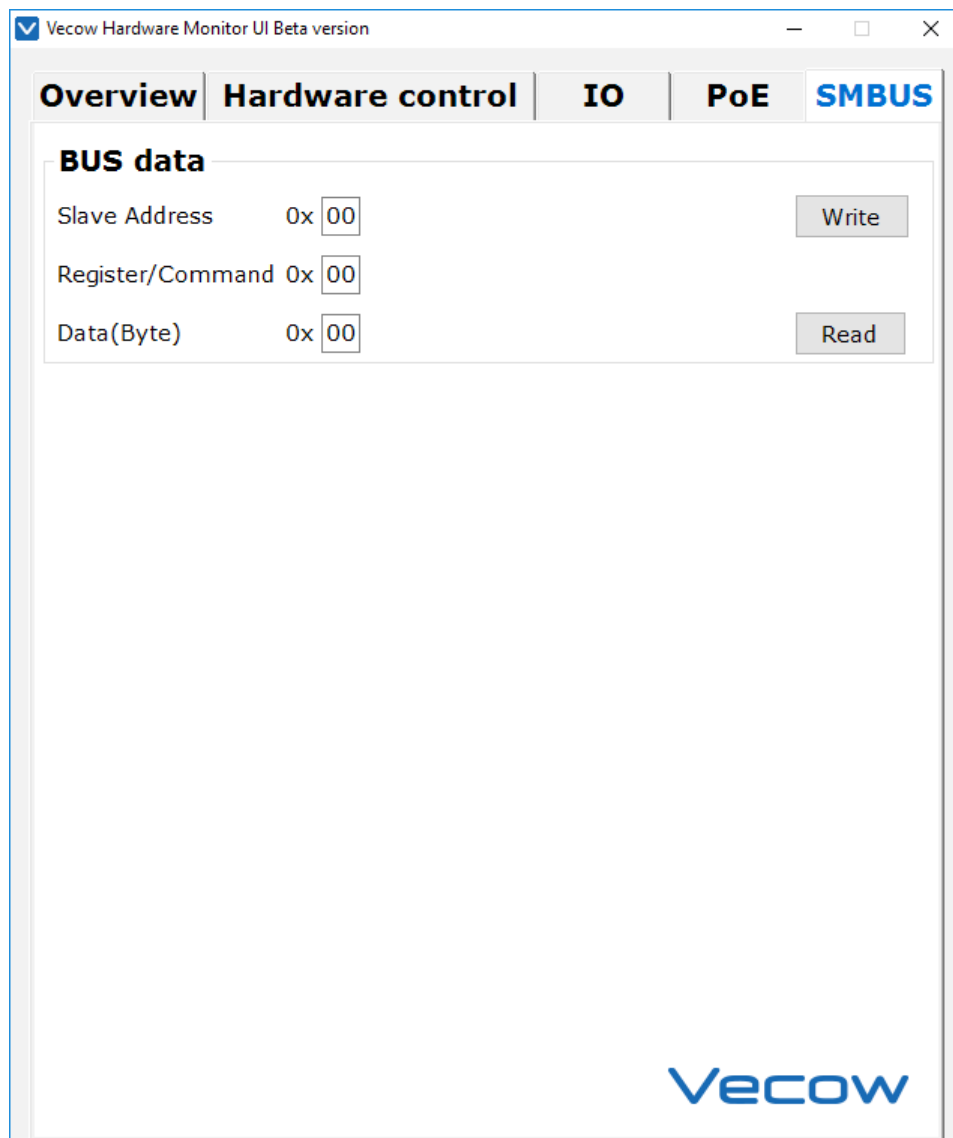 Vecow Hardware Monitor UI Beta version
Overview Hardware control IO PoE SMBUS
BUS data
Slave Address 0x 00 Write
Register/Command 0x 00
Data(Byte) 0x 00 Read
Vecow